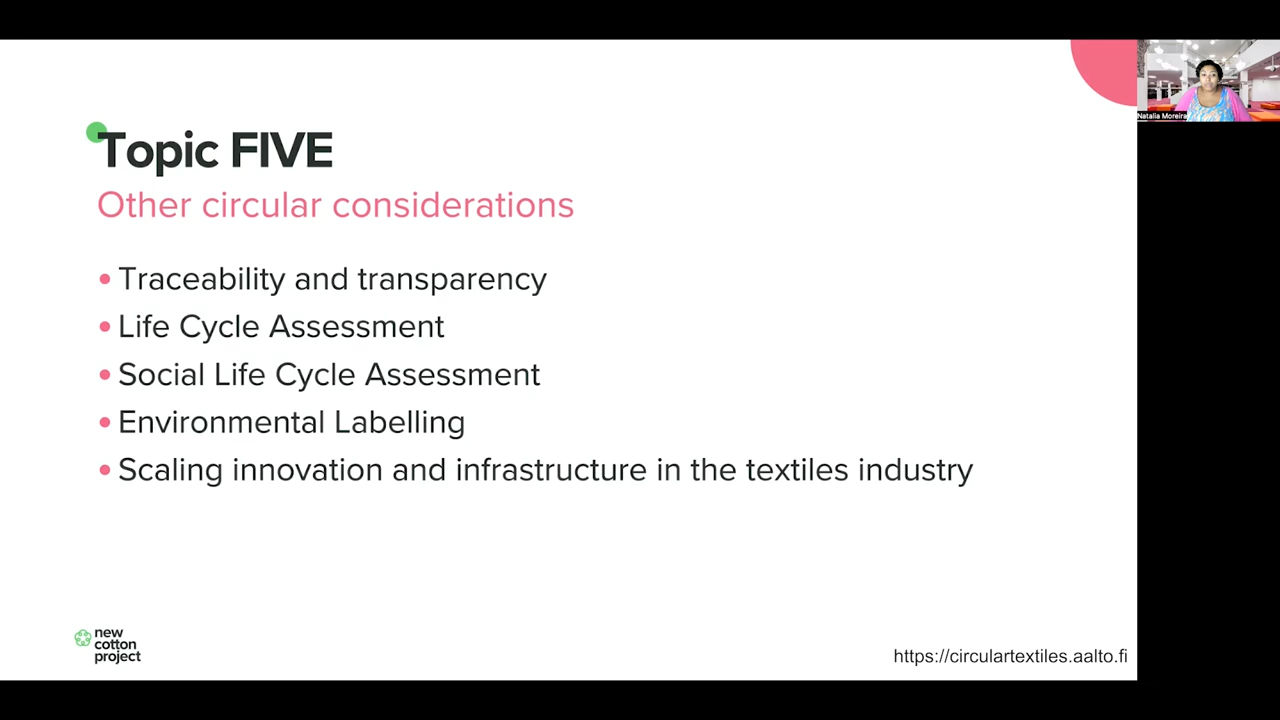 Natalia Moreira
Topic FIVE
Other circular considerations
• Traceability and transparency
• Life Cycle Assessment
• Social Life Cycle Assessment
• Environmental Labelling
• Scaling innovation and infrastructure in the textiles industry
new
cotton
project
https://circulartextiles.aalto.fi